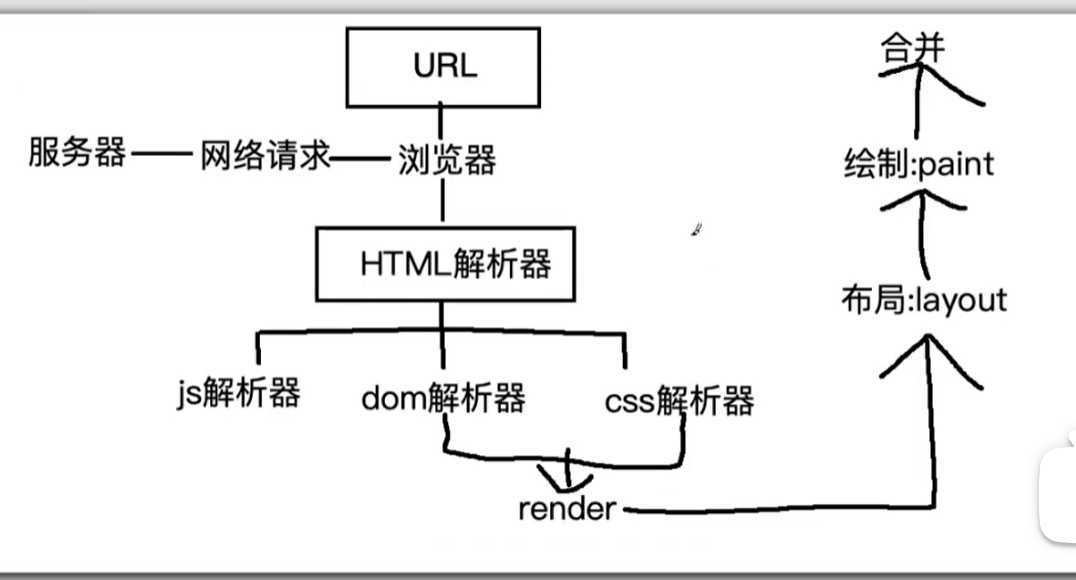 URL
合并
服务器
网络请求
浏览器
绘制:paint
HTML解析器
布局:layout
js解析器
dom解析器
css解析器
render